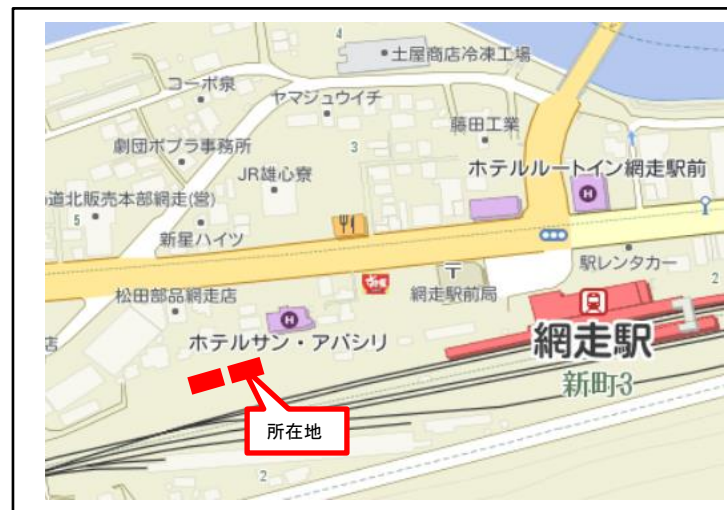 4
土屋商店冷凍工場
コーポ泉
ヤマジュウイチ
藤田工業
劇団ポプラ事務所
3
JR雄心寮
ホテルルートイン網走駅前
道北販売本部網走(営)
5
新星ハイツ
駅レンタカー
2
松田部品網走店
網走駅前局
店
ホテルサン・アバシリ
網走駅
新町3
所在地
2